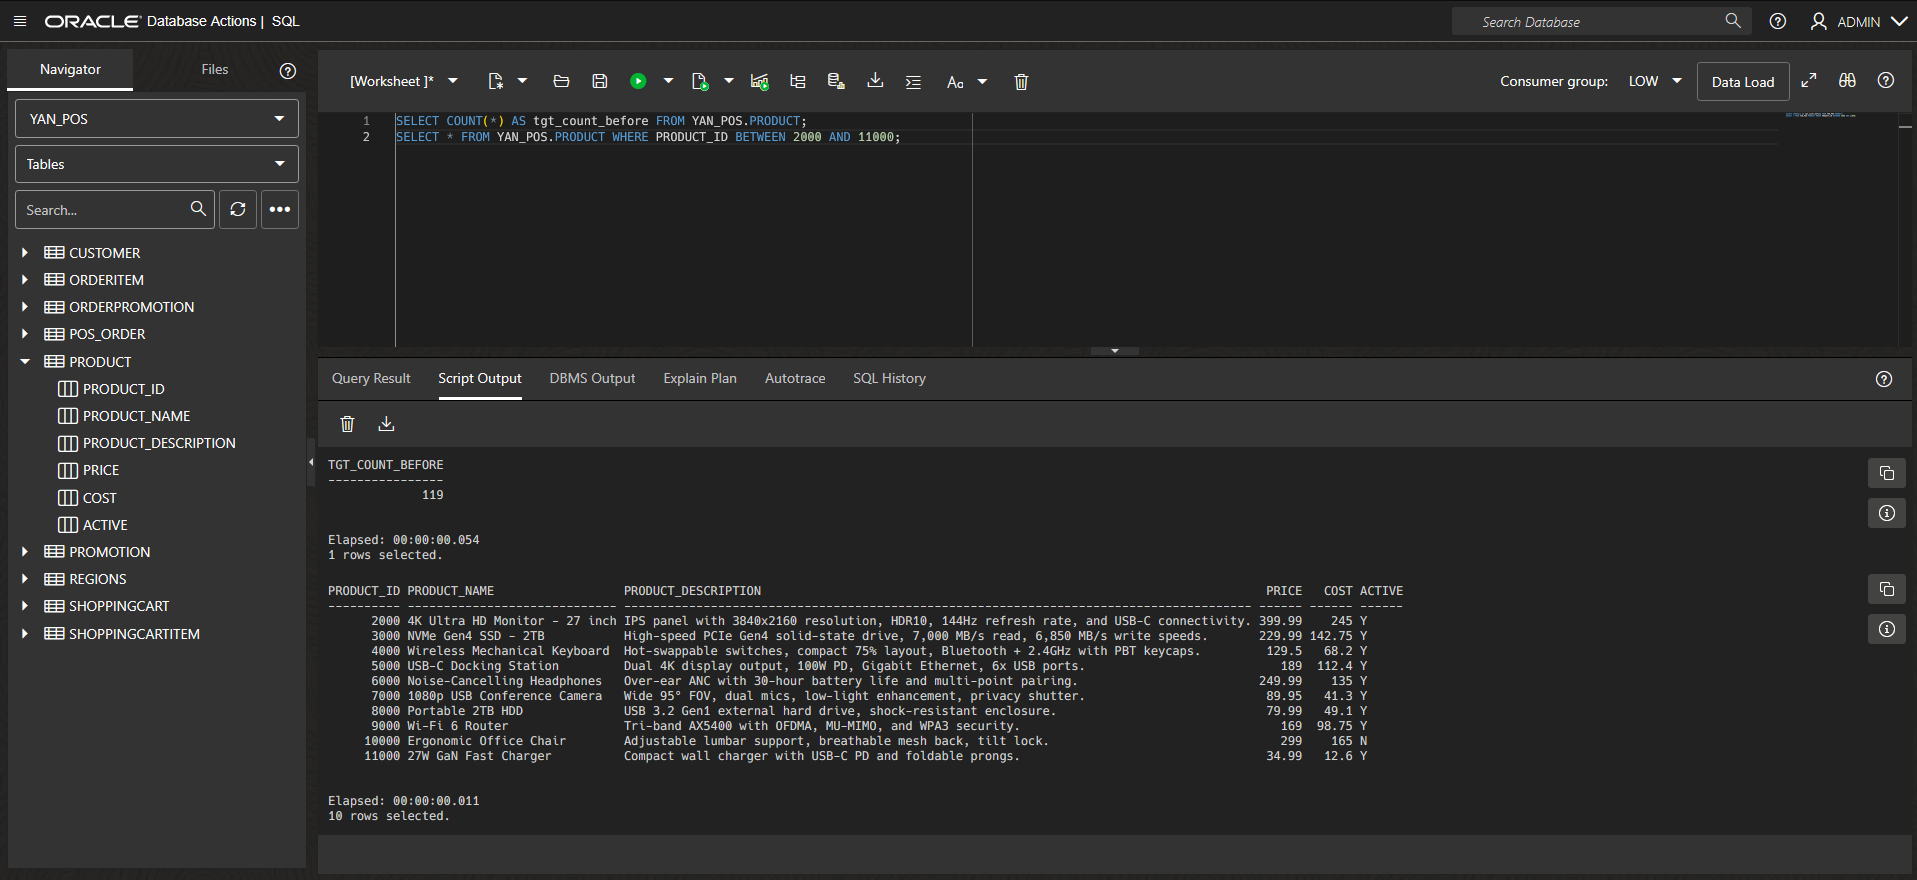 ORACLE Database Actions | SQL
Search Database
ADMIN
Navigator
Files
YAN_POS
Tables
Search...
CUSTOMER
ORDERITEM
ORDERPROMOTION
POS_ORDER
PRODUCT
PRODUCT_ID
PRODUCT_NAME
PRODUCT_DESCRIPTION
PRICE
COST
ACTIVE
PROMOTION
REGIONS
SHOPPINGCART
SHOPPINGCARTITEM
[Worksheet ]*
Aa
Consumer group: LOW
Data Load
1 SELECT COUNT(*) AS tgt_count_before FROM YAN_POS.PRODUCT;
2 SELECT * FROM YAN_POS.PRODUCT WHERE PRODUCT_ID BETWEEN 2000 AND 11000;
Query Result Script Output DBMS Output Explain Plan Autotrace SQL History
TGT_COUNT_BEFORE
----------------
119
Elapsed: 00:00:00.054
1 rows selected.
PRODUCT_ID PRODUCT_NAME PRODUCT_DESCRIPTION PRICE COST ACTIVE
---------- ----------------------------- --------------------------------------------------------------------------------------- ------ ------ ------
2000 4K Ultra HD Monitor - 27 inch IPS panel with 3840x2160 resolution, HDR10, 144Hz refresh rate, and USB-C connectivity. 399.99 245 Y
3000 NVMe Gen4 SSD - 2TB High-speed PCIe Gen4 solid-state drive, 7,000 MB/s read, 6,850 MB/s write speeds. 229.99 142.75 Y
4000 Wireless Mechanical Keyboard Hot-swappable switches, compact 75% layout, Bluetooth + 2.4GHz with PBT keycaps. 129.5 68.2 Y
5000 USB-C Docking Station Dual 4K display output, 100W PD, Gigabit Ethernet, 6x USB ports. 189 112.4 Y
6000 Noise-Cancelling Headphones Over-ear ANC with 30-hour battery life and multi-point pairing. 249.99 135 Y
7000 1080p USB Conference Camera Wide 95° FOV, dual mics, low-light enhancement, privacy shutter. 89.95 41.3 Y
8000 Portable 2TB HDD USB 3.2 Gen1 external hard drive, shock-resistant enclosure. 79.99 49.1 Y
9000 Wi-Fi 6 Router Tri-band AX5400 with OFDMA, MU-MIMO, and WPA3 security. 169 98.75 Y
10000 Ergonomic Office Chair Adjustable lumbar support, breathable mesh back, tilt lock. 299 165 N
11000 27W GaN Fast Charger Compact wall charger with USB-C PD and foldable prongs. 34.99 12.6 Y
Elapsed: 00:00:00.011
10 rows selected.